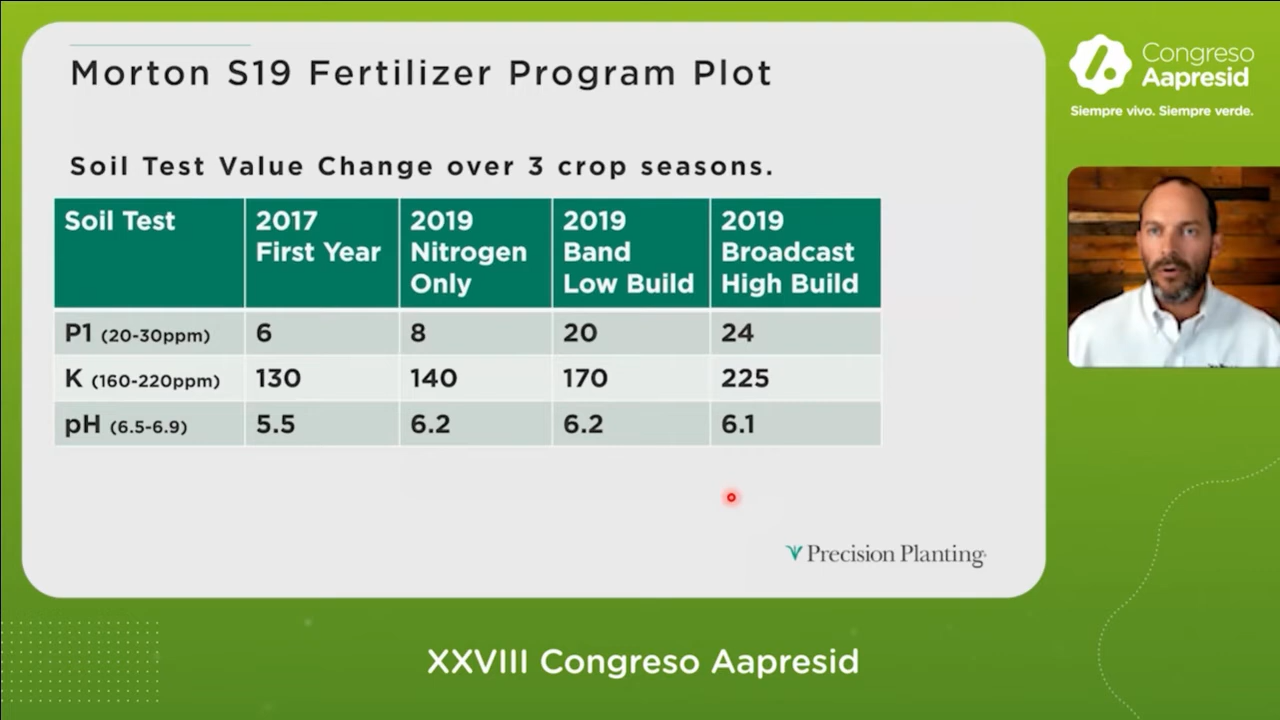 Morton S19 Fertilizer Program Plot
Congreso
Aapresid
Siempre vivo. Siempre verde.
Soil Test Value Change over 3 crop seasons.
Soil Test 2017 First Year 2019 Nitrogen Only 2019 Band Low Build 2019 Broadcast High Build
P1 (20-30ppm) 6 8 20 24
K (160-220ppm) 130 140 170 225
pH (6.5-6.9) 5.5 6.2 6.2 6.1
Precision Planting
XXVIII Congreso Aapresid